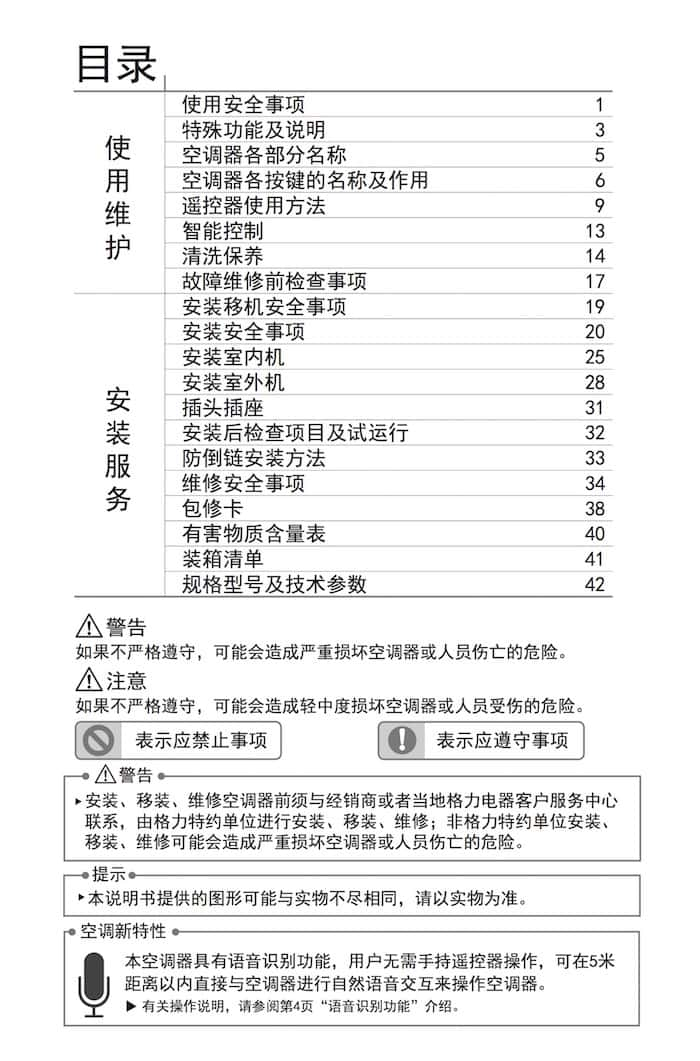 目录
使用维护
使用安全事项 1
特殊功能及说明 3
空调器各部分名称 5
空调器各按键的名称及作用 6
遥控器使用方法 9
智能控制 13
清洗保养 14
故障维修前检查事项 17
安装服务
安装移机安全事项 19
安装安全事项 20
安装室内机 25
安装室外机 28
插头插座 31
安装后检查项目及试运行 32
防倒链安装方法 33
维修安全事项 34
包修卡 38
有害物质含量表 40
装箱清单 41
规格型号及技术参数 42
警告
如果不严格遵守，可能会造成严重损坏空调器或人员伤亡的危险。
注意
如果不严格遵守，可能会造成轻中度损坏空调器或人员受伤的危险。
表示应禁止事项 表示应遵守事项
警告
▸安装、移装、维修空调器前须与经销商或者当地格力电器客户服务中心
联系，由格力特约单位进行安装、移装、维修；非格力特约单位安装、
移装、维修可能会造成严重损坏空调器或人员伤亡的危险。
提示
▸本说明书提供的图形可能与实物不尽相同，请以实物为准。
空调新特性
本空调器具有语音识别功能，用户无需手持遥控器操作，可在5米
距离以内直接与空调器进行自然语音交互来操作空调器。
▶ 有关操作说明，请参阅第4页“语音识别功能”介绍。